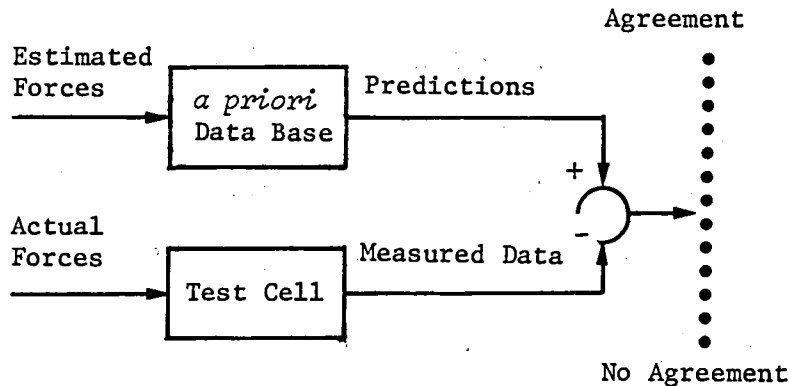 Agreement
Estimated
Forces
a priori
Data Base
Predictions
+
Actual
Forces
-
Measured Data
Test Cell
No Agreement